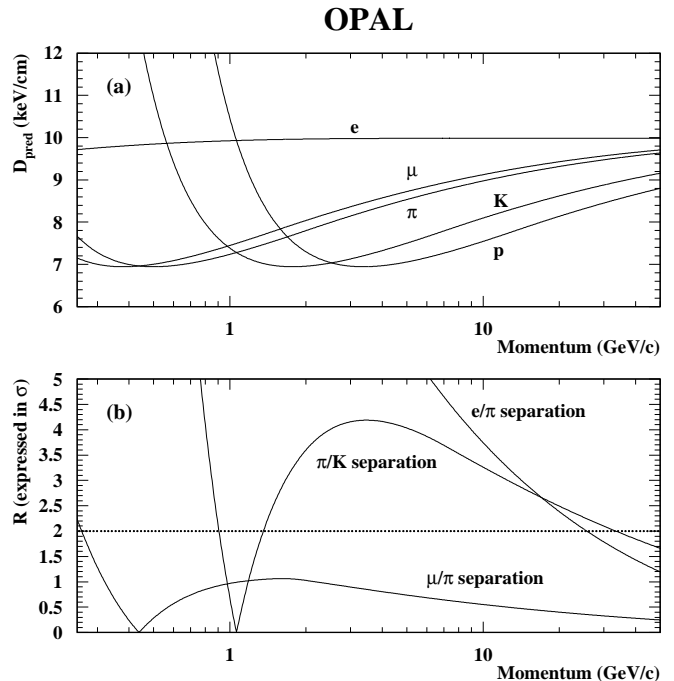 OPAL
D_pred (keV/cm)
12
11
10
9
8
7
6
(a)
e
μ
π
K
p
1
10
Momentum (GeV/c)
R (expressed in σ)
5
4.5
4
3.5
3
2.5
2
1.5
1
0.5
0
(b)
e/π separation
π/K separation
μ/π separation
1
10
Momentum (GeV/c)